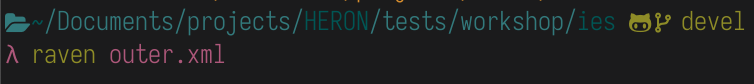 ~/Documents/projects/HERON/tests/workshop/ies devel
λ raven outer.xml